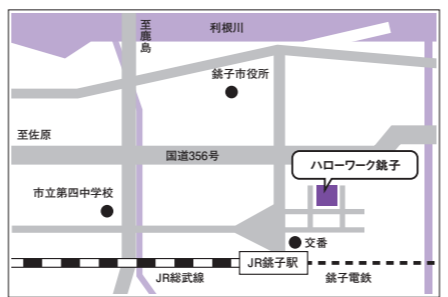 利根川
至鹿島
銚子市役所
至佐原
国道356号
ハローワーク銚子
市立第四中学校
交番
JR銚子駅
JR総武線
銚子電鉄